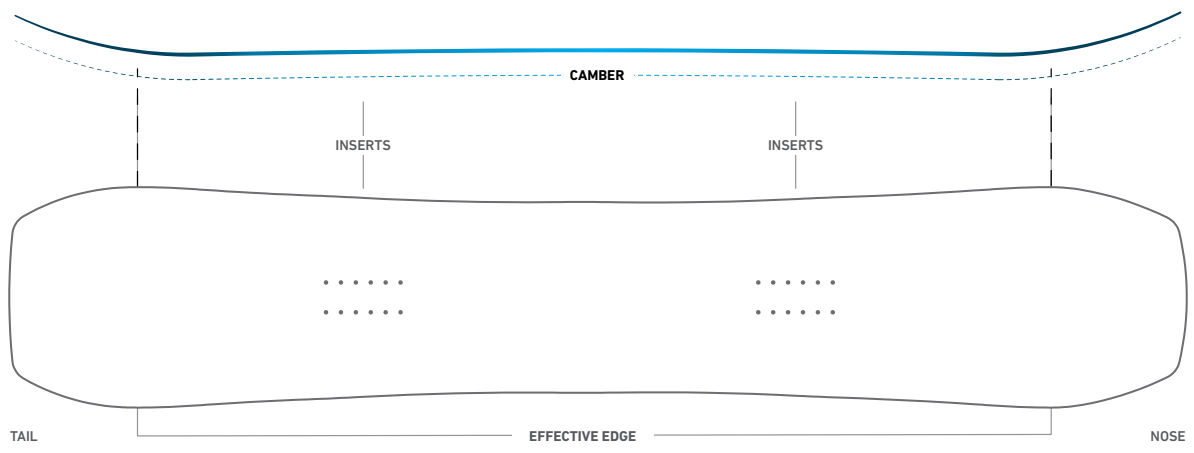 CAMBER
INSERTS
INSERTS
TAIL
EFFECTIVE EDGE
NOSE